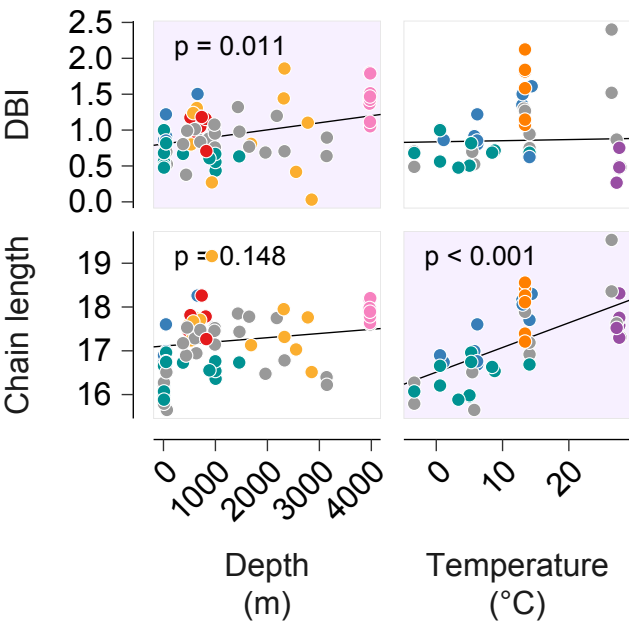 DBI
2.5
2.0
1.5
1.0
0.5
0.0
p = 0.011
Chain length
19
18
17
16
p = 0.148
p < 0.001
0
1000
2000
3000
4000
0
10
20
Depth
(m)
Temperature
(°C)